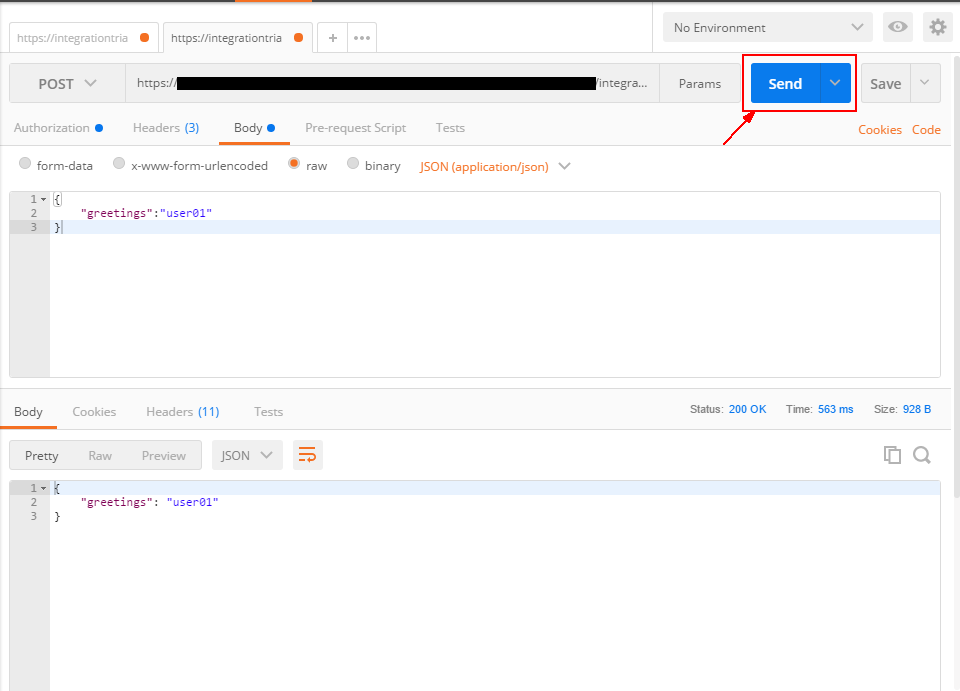 https://integrationtria https://integrationtria + ••• No Environment
POST https:/ /integra... Params Send Save
Authorization Headers (3) Body Pre-request Script Tests Cookies Code
form-data x-www-form-urlencoded raw binary JSON (application/json)
1 {
2 "greetings":"user01"
3 }
Body Cookies Headers (11) Tests Status: 200 OK Time: 563 ms Size: 928 B
Pretty Raw Preview JSON
1 {
2 "greetings": "user01"
3 }